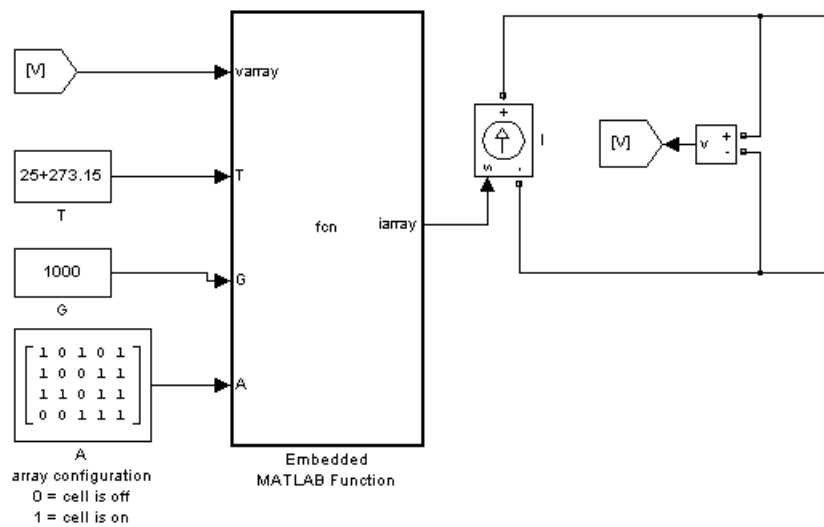 [V]
varray
25+273.15
T
T
fcn
iarray
1000
G
G
1 0 1 0 1
1 0 0 1 1
1 1 0 1 1
0 0 1 1 1
A
A
array configuration
0 = cell is off
1 = cell is on
Embedded
MATLAB Function
+
s
-
I
[V]
v
+
-